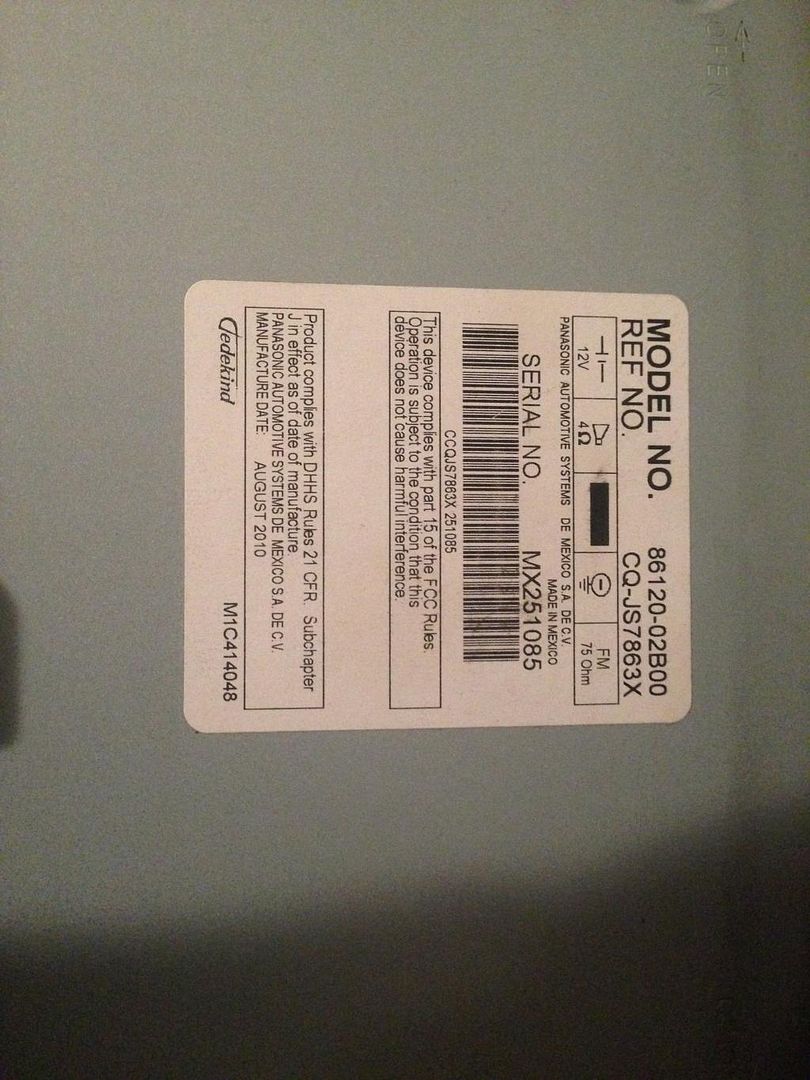 MODEL NO. 86120-02B00
REF NO. CQ-JS7863X
12V
4Ω
FM
75 Ohm
PANASONIC AUTOMOTIVE SYSTEMS DE MEXICO S.A. DE C.V.
MADE IN MEXICO
SERIAL NO. MX251085
CCQJS7863X 251085
This device complies with part 15 of the FCC Rules.
Operation is subject to the condition that this
device does not cause harmful interference.
Product complies with DHHS Rules 21 CFR. Subchapter
J in effect as of date of manufacture.
PANASONIC AUTOMOTIVE SYSTEMS DE MEXICO S.A. DE C.V.
MANUFACTURE DATE: AUGUST 2010
Tedekind
M1C414048